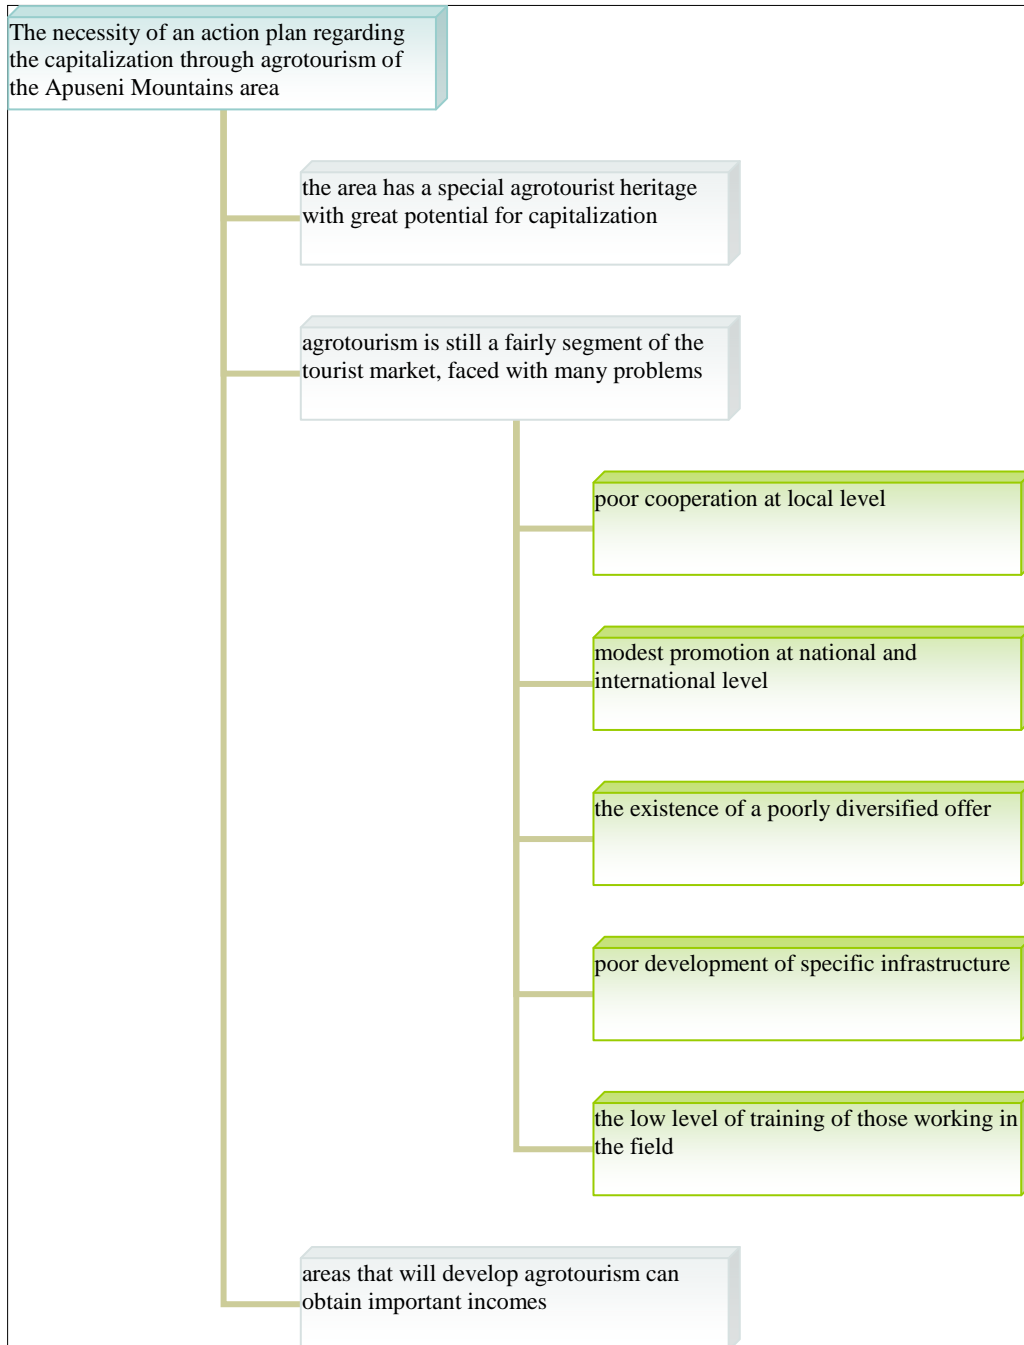 The necessity of an action plan regarding
the capitalization through agrotourism of
the Apuseni Mountains area
the area has a special agrotourist heritage
with great potential for capitalization
agrotourism is still a fairly segment of the
tourist market, faced with many problems
poor cooperation at local level
modest promotion at national and
international level
the existence of a poorly diversified offer
poor development of specific infrastructure
the low level of training of those working in
the field
areas that will develop agrotourism can
obtain important incomes